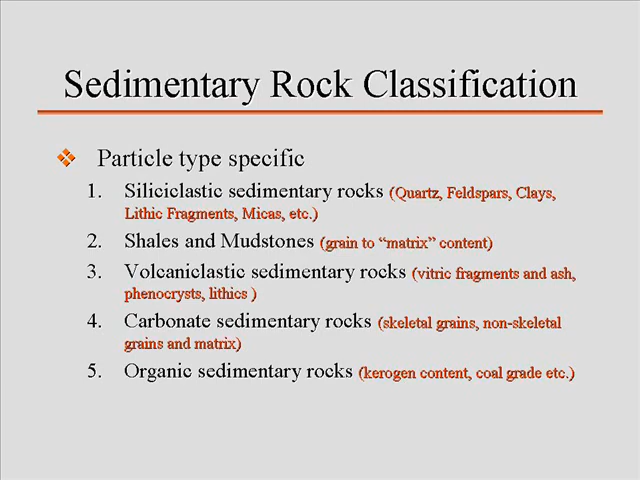 Sedimentary Rock Classification
Particle type specific
1. Siliciclastic sedimentary rocks (Quartz, Feldspars, Clays,
Lithic Fragments, Micas, etc.)
2. Shales and Mudstones (grain to “matrix” content)
3. Volcaniclastic sedimentary rocks (vitric fragments and ash,
phenocrysts, lithics )
4. Carbonate sedimentary rocks (skeletal grains, non-skeletal
grains and matrix)
5. Organic sedimentary rocks (kerogen content, coal grade etc.)